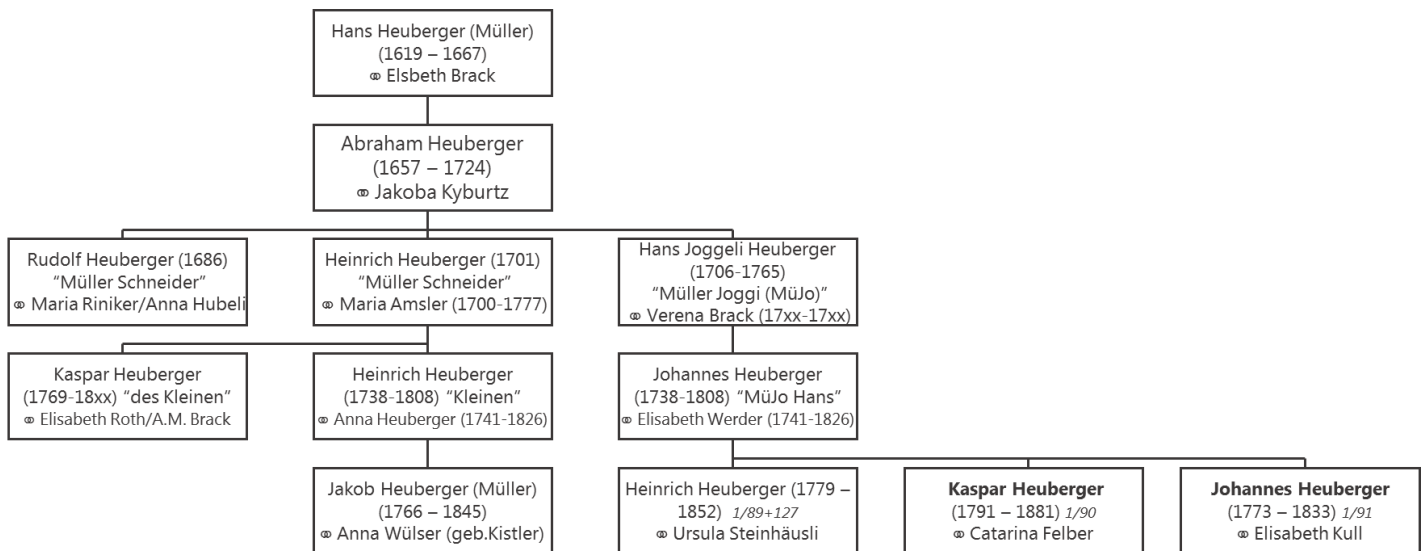 Hans Heuberger (Müller)
(1619 – 1667)
⚭ Elsbeth Brack
Abraham Heuberger
(1657 – 1724)
⚭ Jakoba Kyburtz
Rudolf Heuberger (1686)
“Müller Schneider”
⚭ Maria Riniker/Anna Hubeli
Heinrich Heuberger (1701)
“Müller Schneider”
⚭ Maria Amsler (1700-1777)
Hans Joggeli Heuberger
(1706-1765)
“Müller Joggi (MüJo)”
⚭ Verena Brack (17xx-17xx)
Kaspar Heuberger
(1769-18xx) “des Kleinen”
⚭ Elisabeth Roth/A.M. Brack
Heinrich Heuberger
(1738-1808) “Kleinen”
⚭ Anna Heuberger (1741-1826)
Johannes Heuberger
(1738-1808) “MüJo Hans”
⚭ Elisabeth Werder (1741-1826)
Jakob Heuberger (Müller)
(1766 – 1845)
⚭ Anna Wülser (geb.Kistler)
Heinrich Heuberger (1779 –
1852) 1/89+127
⚭ Ursula Steinhäusli
Kaspar Heuberger
(1791 – 1881) 1/90
⚭ Catarina Felber
Johannes Heuberger
(1773 – 1833) 1/91
⚭ Elisabeth Kull